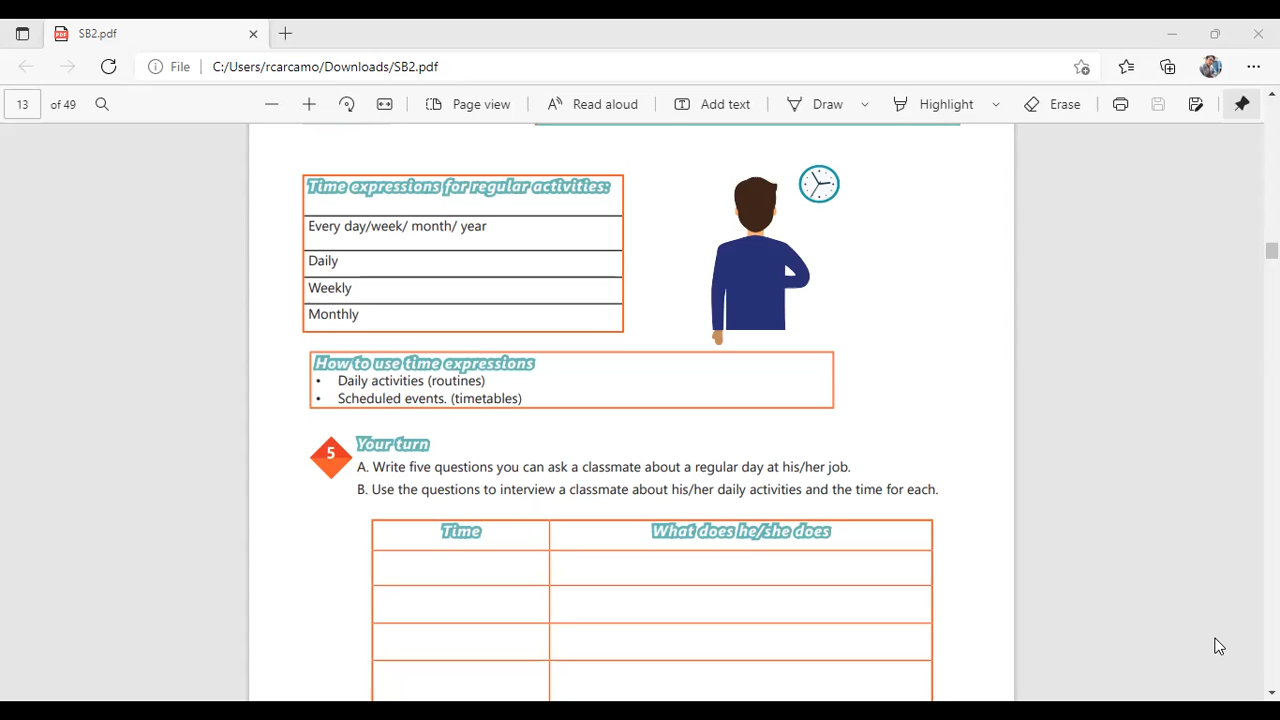 SB2.pdf
File
C:/Users/rcarcamo/Downloads/SB2.pdf
13
of 49
Page view
Read aloud
Add text
Draw
Highlight
Erase
Time expressions for regular activities:
Every day/week/ month/ year
Daily
Weekly
Monthly
How to use time expressions
• Daily activities (routines)
• Scheduled events. (timetables)
5
Your turn
A. Write five questions you can ask a classmate about a regular day at his/her job.
B. Use the questions to interview a classmate about his/her daily activities and the time for each.
Time
What does he/she does